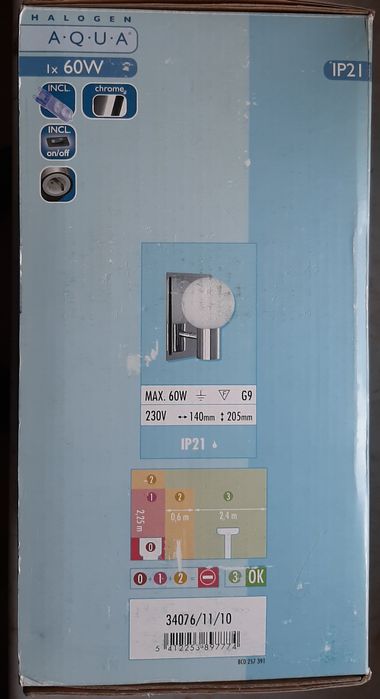 HALOGEN
A·Q·U·A
1x 60W
IP21
INCL.
chrome
INCL.
on/off
MAX. 60W F G9
230V ↔ 140mm ↕ 205mm
IP21
2
1 2 3
2,25 m 0,6 m 2,4 m
0
0 + 1 + 2 = 3 = OK
34076/11/10
5 412253 897774
BCD 257 391